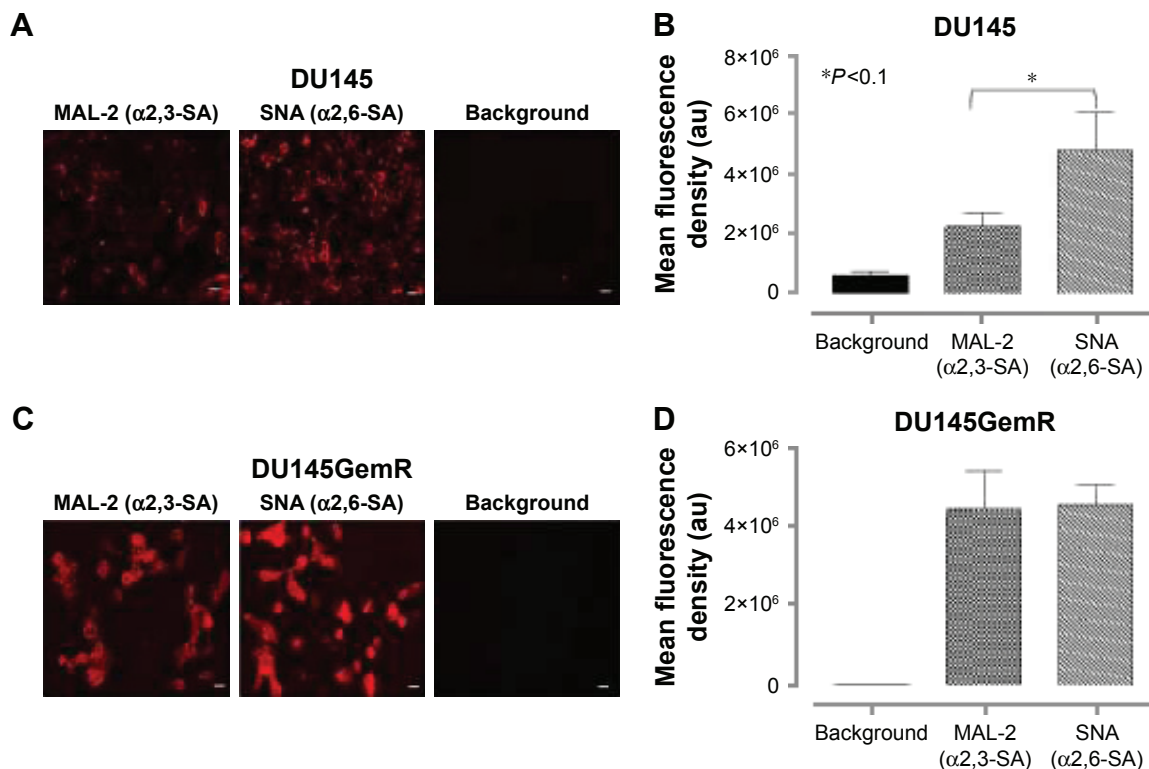 A
DU145
MAL-2 (α2,3-SA) SNA (α2,6-SA) Background
B
DU145
*P<0.1
*
Mean fluorescence
density (au)
8×10⁶
6×10⁶
4×10⁶
2×10⁶
0
Background MAL-2 SNA
(α2,3-SA) (α2,6-SA)
C
DU145GemR
MAL-2 (α2,3-SA) SNA (α2,6-SA) Background
D
DU145GemR
Mean fluorescence
density (au)
6×10⁶
4×10⁶
2×10⁶
0
Background MAL-2 SNA
(α2,3-SA) (α2,6-SA)